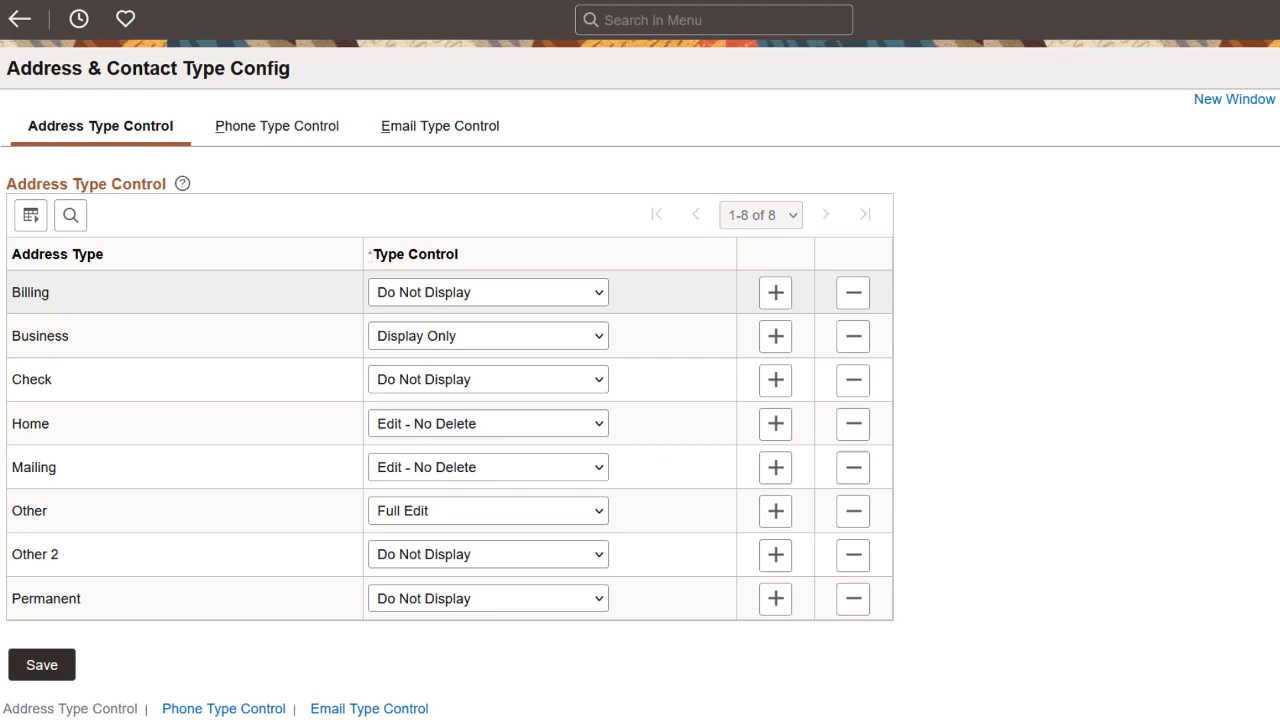 Search In Menu
Address & Contact Type Config
New Window
Address Type Control Phone Type Control Email Type Control
Address Type Control
1-8 of 8
Address Type *Type Control
Billing Do Not Display
Business Display Only
Check Do Not Display
Home Edit - No Delete
Mailing Edit - No Delete
Other Full Edit
Other 2 Do Not Display
Permanent Do Not Display
Save
Address Type Control | Phone Type Control | Email Type Control